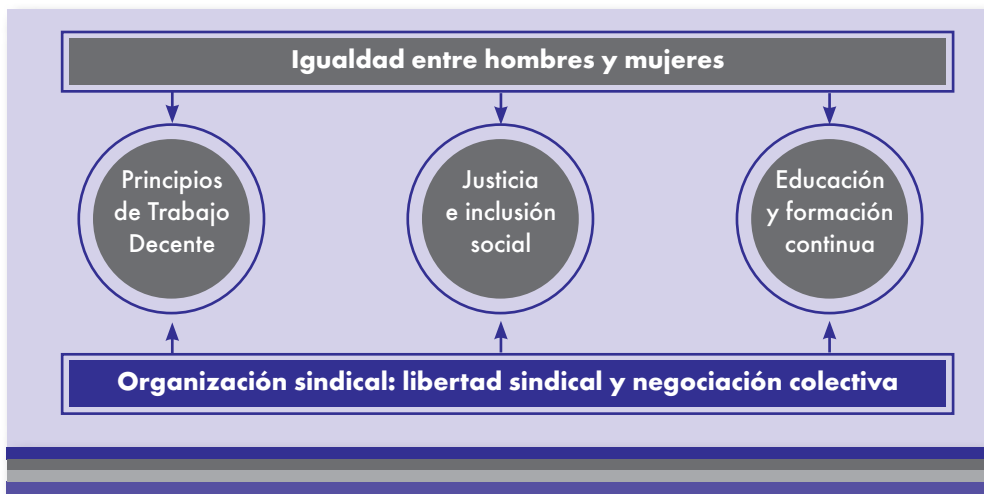 Igualdad entre hombres y mujeres
Principios
de Trabajo
Decente
Justicia
e inclusión
social
Educación
y formación
continua
Organización sindical: libertad sindical y negociación colectiva